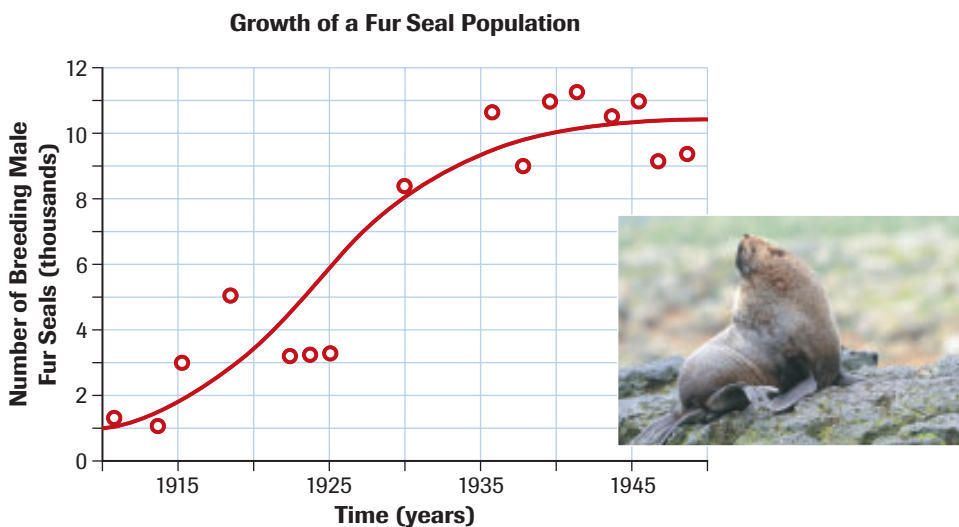 Growth of a Fur Seal Population
Number of Breeding Male
Fur Seals (thousands)
12
10
8
6
4
2
0
1915 1925 1935 1945
Time (years)